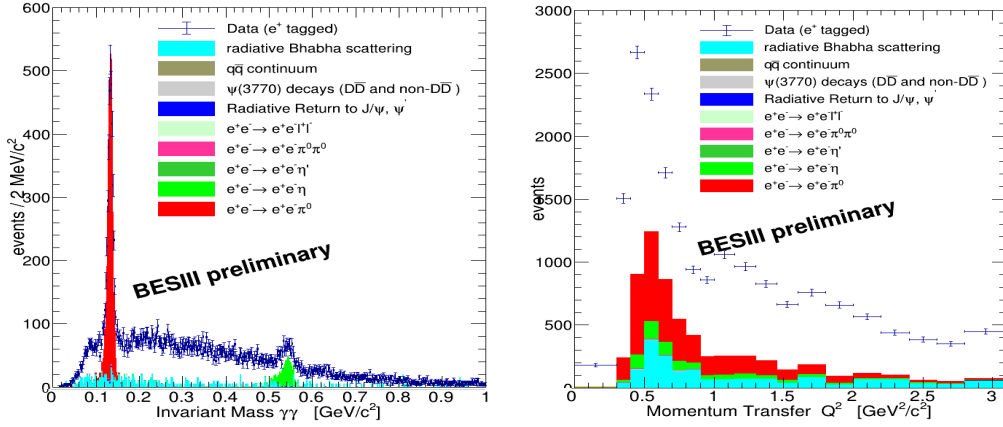 600
500
400
300
200
100
0
events / 2 MeV/c²
Data (e⁺ tagged)
radiative Bhabha scattering
qq̅ continuum
ψ(3770) decays (DD̅ and non-DD̅ )
Radiative Return to J/ψ, ψ'
e⁺e⁻→ e⁺e⁻l⁺l⁻
e⁺e⁻→ e⁺e⁻π⁰π⁰
e⁺e⁻→ e⁺e⁻η'
e⁺e⁻→ e⁺e⁻η
e⁺e⁻→ e⁺e⁻π⁰
BESIII preliminary
0 0.1 0.2 0.3 0.4 0.5 0.6 0.7 0.8 0.9 1
Invariant Mass γγ [GeV/c²]
3000
2500
2000
1500
1000
500
0
events
Data (e⁺ tagged)
radiative Bhabha scattering
qq̅ continuum
ψ(3770) decays (DD̅ and non-DD̅ )
Radiative Return to J/ψ, ψ'
e⁺e⁻→ e⁺e⁻l⁺l⁻
e⁺e⁻→ e⁺e⁻π⁰π⁰
e⁺e⁻→ e⁺e⁻η'
e⁺e⁻→ e⁺e⁻η
e⁺e⁻→ e⁺e⁻π⁰
BESIII preliminary
0 0.5 1 1.5 2 2.5 3
Momentum Transfer Q² [GeV²/c²]